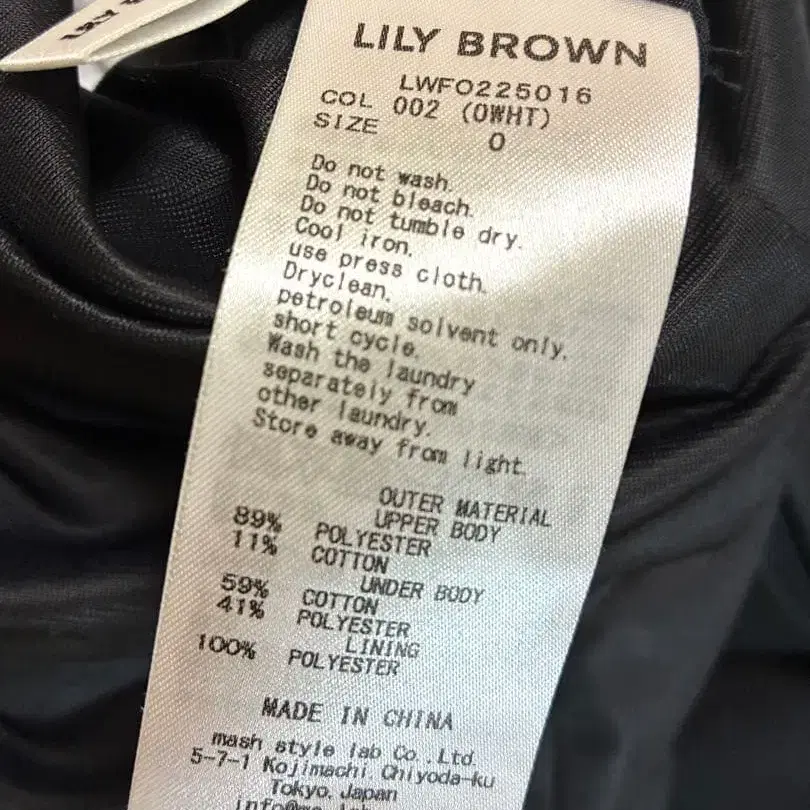 LILY BROWN
LWFO225016
COL 002 (OWHT)
SIZE 0
Do not wash.
Do not bleach.
Do not tumble dry.
Cool iron.
use press cloth.
Dryclean.
petroleum solvent only.
short cycle.
Wash the laundry
separately from
other laundry.
Store away from light.
OUTER MATERIAL
UPPER BODY
89% POLYESTER
11% COTTON
UNDER BODY
59% COTTON
41% POLYESTER
LINING
100% POLYESTER
MADE IN CHINA
mash style lab Co.,Ltd.
5-7-1 Kojimachi, Chiyoda-ku
Tokyo, Japan